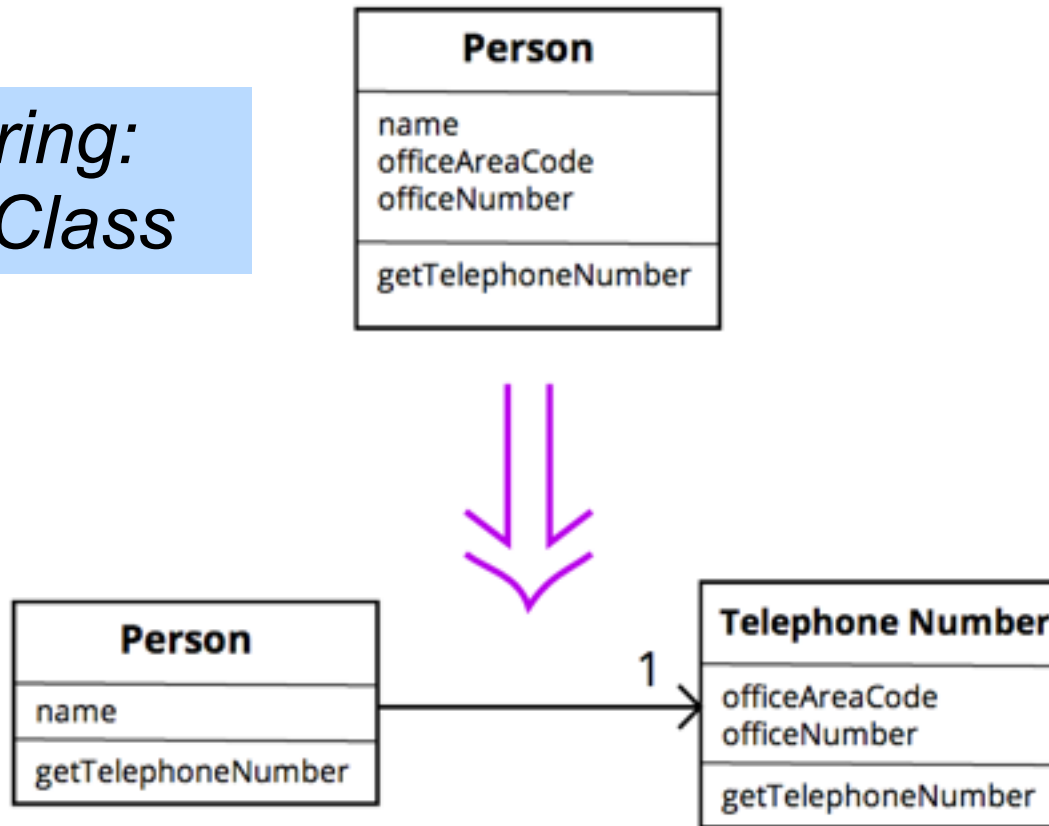 Person
name
officeAreaCode
officeNumber
getTelephoneNumber
ring:
Class
Person
name
getTelephoneNumber
1
Telephone Number
officeAreaCode
officeNumber
getTelephoneNumber